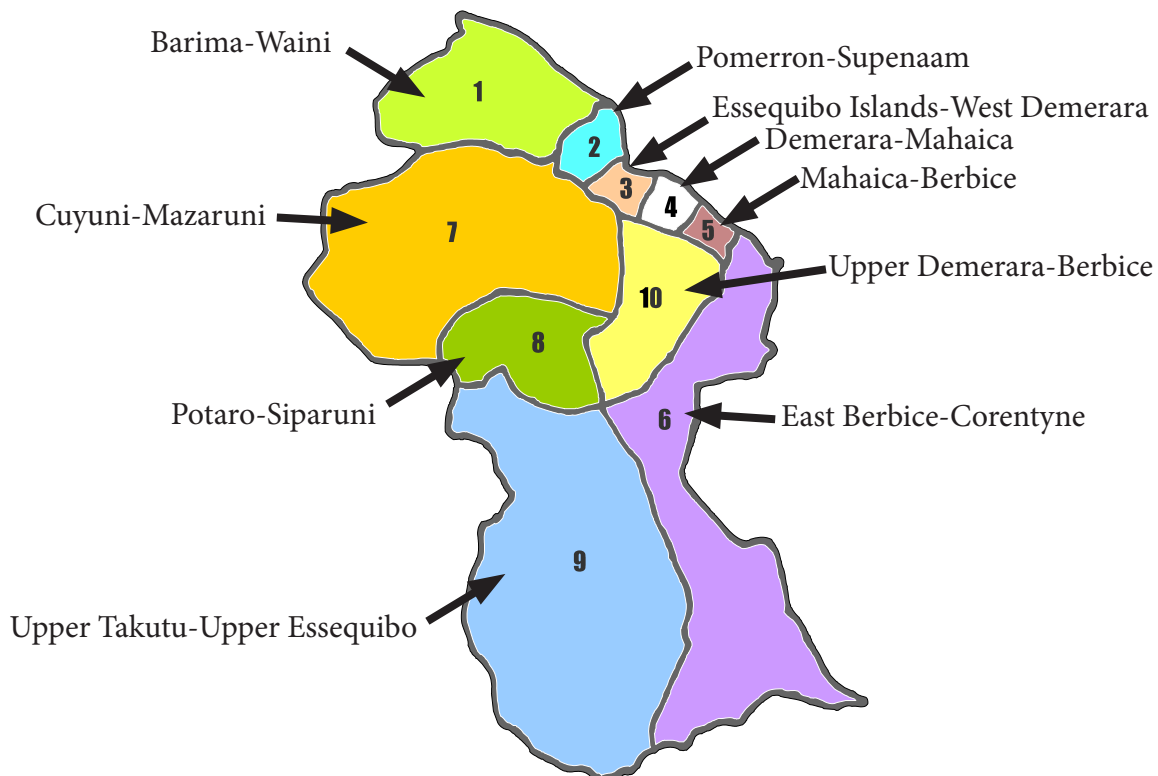 Barima-Waini
Pomerron-Supenaam
Essequibo Islands-West Demerara
Demerara-Mahaica
Mahaica-Berbice
Cuyuni-Mazaruni
Upper Demerara-Berbice
Potaro-Siparuni
East Berbice-Corentyne
Upper Takutu-Upper Essequibo
1
2
3
4
5
7
10
8
6
9